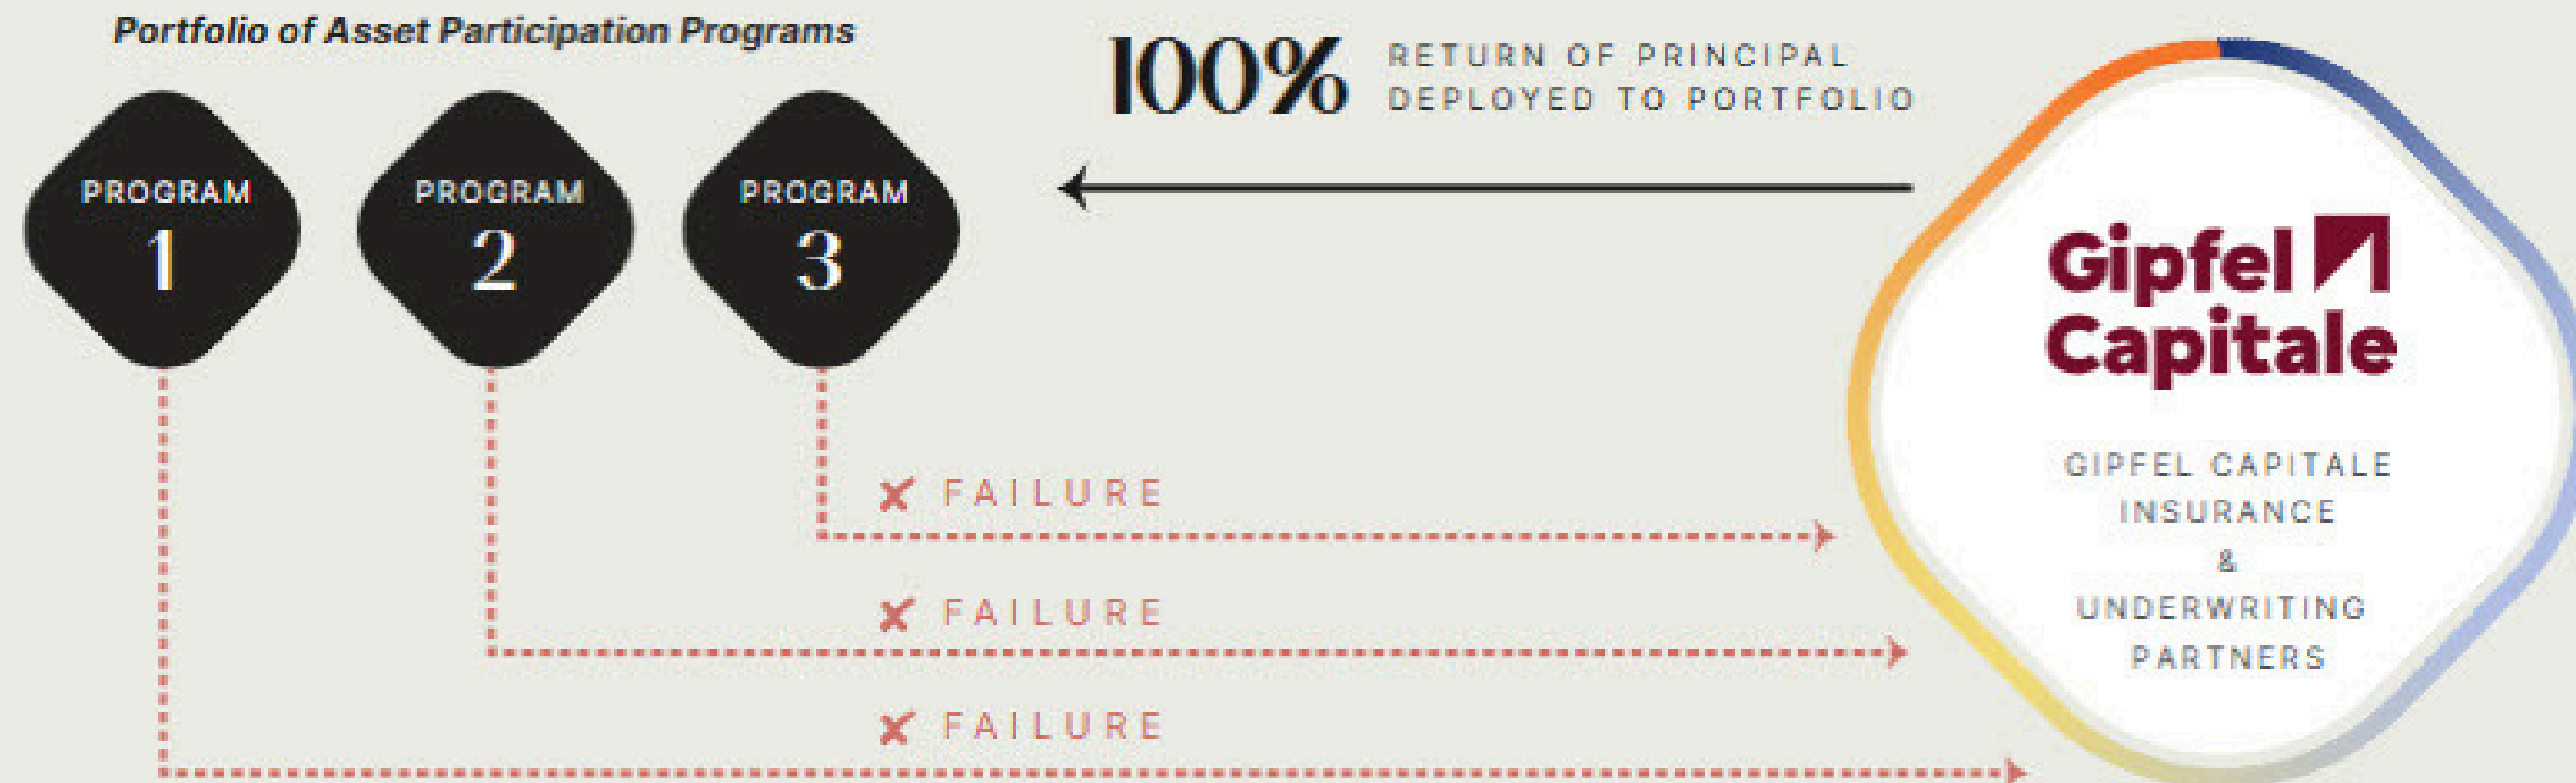 Portfolio of Asset Participation Programs
100%
RETURN OF PRINCIPAL
DEPLOYED TO PORTFOLIO
PROGRAM
1
PROGRAM
2
PROGRAM
3
Gipfel
Capitale
GIPFEL CAPITALE
INSURANCE
&
UNDERWRITING
PARTNERS
FAILURE
FAILURE
FAILURE